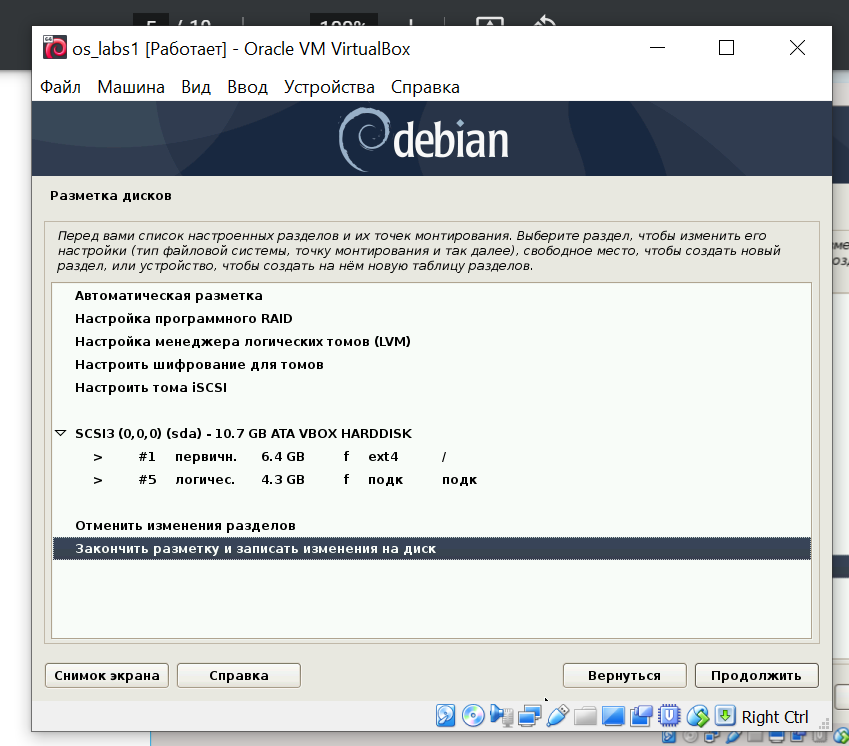 os_labs1 [Работает] - Oracle VM VirtualBox
Файл Машина Вид Ввод Устройства Справка
debian
Разметка дисков
Перед вами список настроенных разделов и их точек монтирования. Выберите раздел, чтобы изменить его
настройки (тип файловой системы, точку монтирования и так далее), свободное место, чтобы создать новый
раздел, или устройство, чтобы создать на нём новую таблицу разделов.
Автоматическая разметка
Настройка программного RAID
Настройка менеджера логических томов (LVM)
Настроить шифрование для томов
Настроить тома iSCSI
SCSI3 (0,0,0) (sda) - 10.7 GB ATA VBOX HARDDISK
> #1 первичн. 6.4 GB f ext4 /
> #5 логичес. 4.3 GB f подк подк
Отменить изменения разделов
Закончить разметку и записать изменения на диск
Снимок экрана Справка Вернуться Продолжить
Right Ctrl